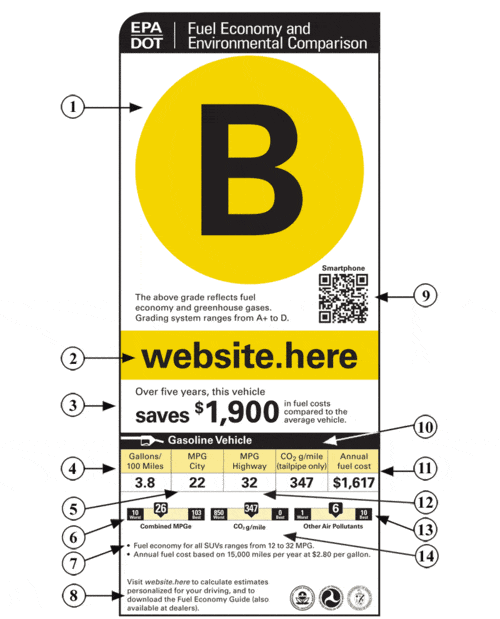 EPA
DOT
Fuel Economy and
Environmental Comparison
1
B
Smartphone
9
The above grade reflects fuel
economy and greenhouse gases.
Grading system ranges from A+ to D.
2
website.here
Over five years, this vehicle
3
saves $1,900
in fuel costs
compared to the
average vehicle.
10
Gasoline Vehicle
4
Gallons/
100 Miles
MPG
City
MPG
Highway
CO2 g/mile
(tailpipe only)
Annual
fuel cost
11
3.8
22
32
347
$1,617
5
12
6
10
Worst
26
103
Best
850
Worst
347
0
Best
1
Worst
6
10
Best
13
Combined MPGe
CO2 g/mile
Other Air Pollutants
14
7
• Fuel economy for all SUVs ranges from 12 to 32 MPG.
• Annual fuel cost based on 15,000 miles per year at $2.80 per gallon.
8
Visit website.here to calculate estimates
personalized for your driving, and to
download the Fuel Economy Guide (also
available at dealers).